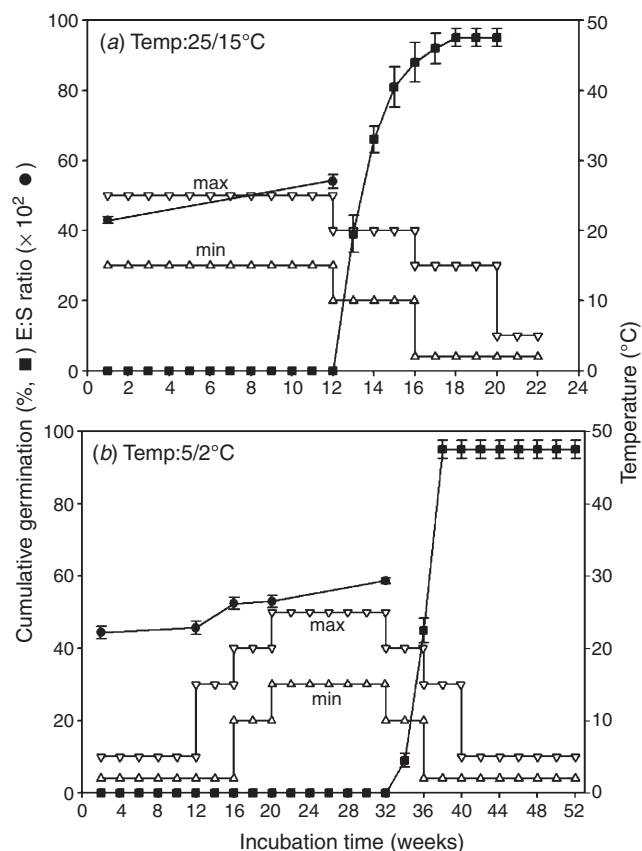 (a) Temp:25/15°C
100
80
60
40
20
0
50
40
30
20
10
0
max
min
0 2 4 6 8 10 12 14 16 18 20 22 24
(b) Temp:5/2°C
100
80
60
40
20
0
50
40
30
20
10
0
max
min
0 4 8 12 16 20 24 28 32 36 40 44 48 52
Cumulative germination (%, ■) E:S ratio (× 10² ●)
Temperature (°C)
Incubation time (weeks)